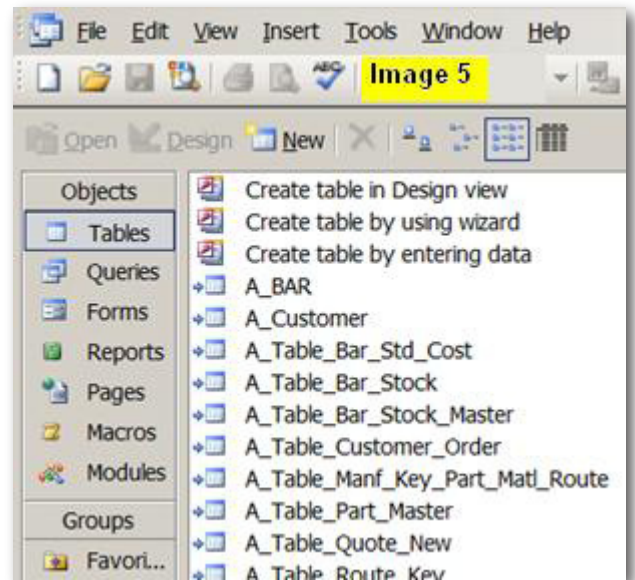 File Edit View Insert Tools Window Help
ABC Image 5
Open Design New
Objects
Tables
Queries
Forms
Reports
Pages
Macros
Modules
Groups
Favori...
Create table in Design view
Create table by using wizard
Create table by entering data
A_BAR
A_Customer
A_Table_Bar_Std_Cost
A_Table_Bar_Stock
A_Table_Bar_Stock_Master
A_Table_Customer_Order
A_Table_Manf_Key_Part_Matl_Route
A_Table_Part_Master
A_Table_Quote_New
A_Table_Route_Key